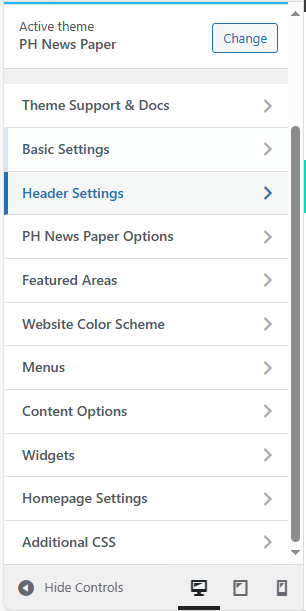 Active theme
PH News Paper
Change
Theme Support & Docs
Basic Settings
Header Settings
PH News Paper Options
Featured Areas
Website Color Scheme
Menus
Content Options
Widgets
Homepage Settings
Additional CSS
Hide Controls